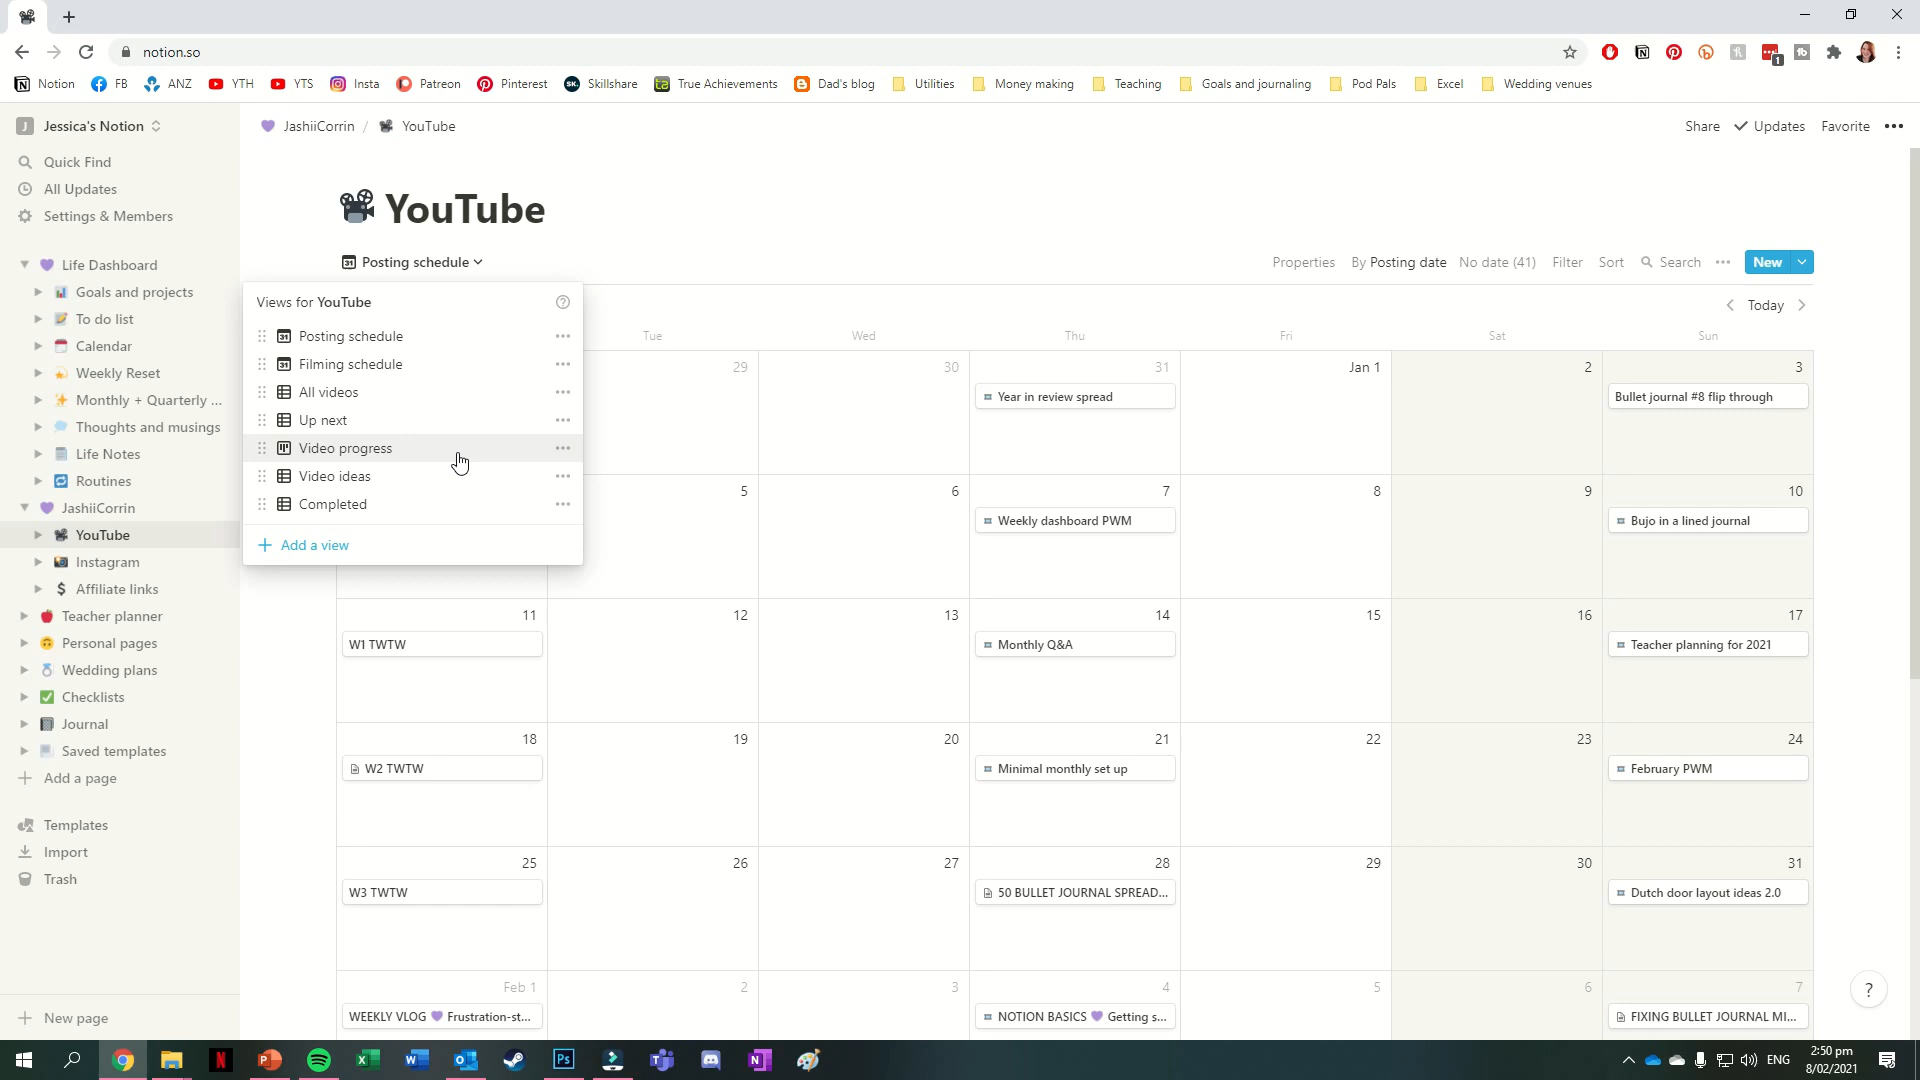 notion.so
Notion FB ANZ YTH YTS Insta Patreon Pinterest Skillshare True Achievements Dad's blog Utilities Money making Teaching Goals and journaling Pod Pals Excel Wedding venues
Jessica's Notion
Quick Find
All Updates
Settings & Members
Life Dashboard
Goals and projects
To do list
Calendar
Weekly Reset
Monthly + Quarterly ...
Thoughts and musings
Life Notes
Routines
JashiiCorrin
YouTube
Instagram
Affiliate links
Teacher planner
Personal pages
Wedding plans
Checklists
Journal
Saved templates
Add a page
Templates
Import
Trash
New page
JashiiCorrin / YouTube
Share Updates Favorite
YouTube
Posting schedule
Properties By Posting date No date (41) Filter Sort Search New
Views for YouTube
Posting schedule
Filming schedule
All videos
Up next
Video progress
Video ideas
Completed
Add a view
Today
Tue Wed Thu Fri Sat Sun
29 30 31 Jan 1 2 3
Year in review spread Bullet journal #8 flip through
5 6 7 8 9 10
Weekly dashboard PWM Bujo in a lined journal
11 12 13 14 15 16 17
W1 TWTW Monthly Q&A Teacher planning for 2021
18 19 20 21 22 23 24
W2 TWTW Minimal monthly set up February PWM
25 26 27 28 29 30 31
W3 TWTW 50 BULLET JOURNAL SPREAD... Dutch door layout ideas 2.0
Feb 1 2 3 4 5 6 7
WEEKLY VLOG 💜 Frustration-st... NOTION BASICS 💜 Getting s... FIXING BULLET JOURNAL MI...
?
ENG
2:50 pm
8/02/2021